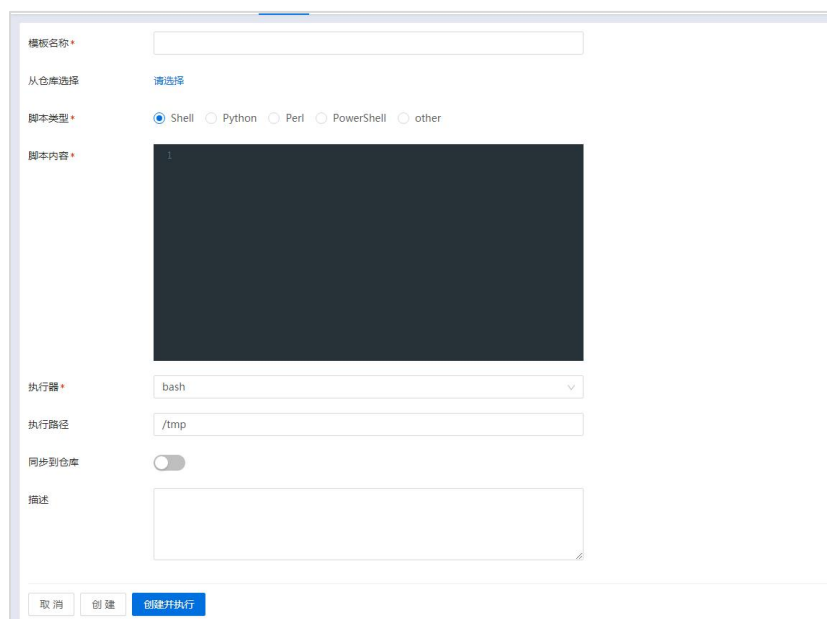 模板名称*
从仓库选择 请选择
脚本类型* Shell Python Perl PowerShell other
脚本内容* 1
执行器* bash
执行路径 /tmp
同步到仓库
描述
取消 创建 创建并执行